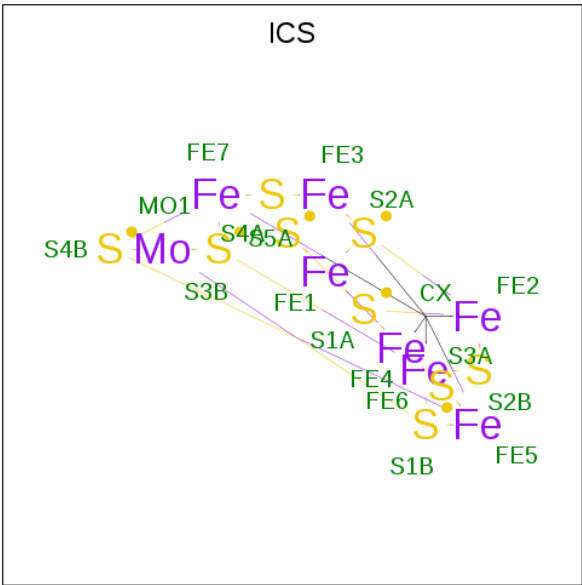 ICS
FE7
FE3
Fe S Fe
S2A
MO1
S4A S5A
S S
S4B S Mo S
Fe
S3B FE1 CX FE2
S Fe
S1A
Fe S3A
Fe S
FE4 S
FE6 S2B
S Fe
S1B FE5